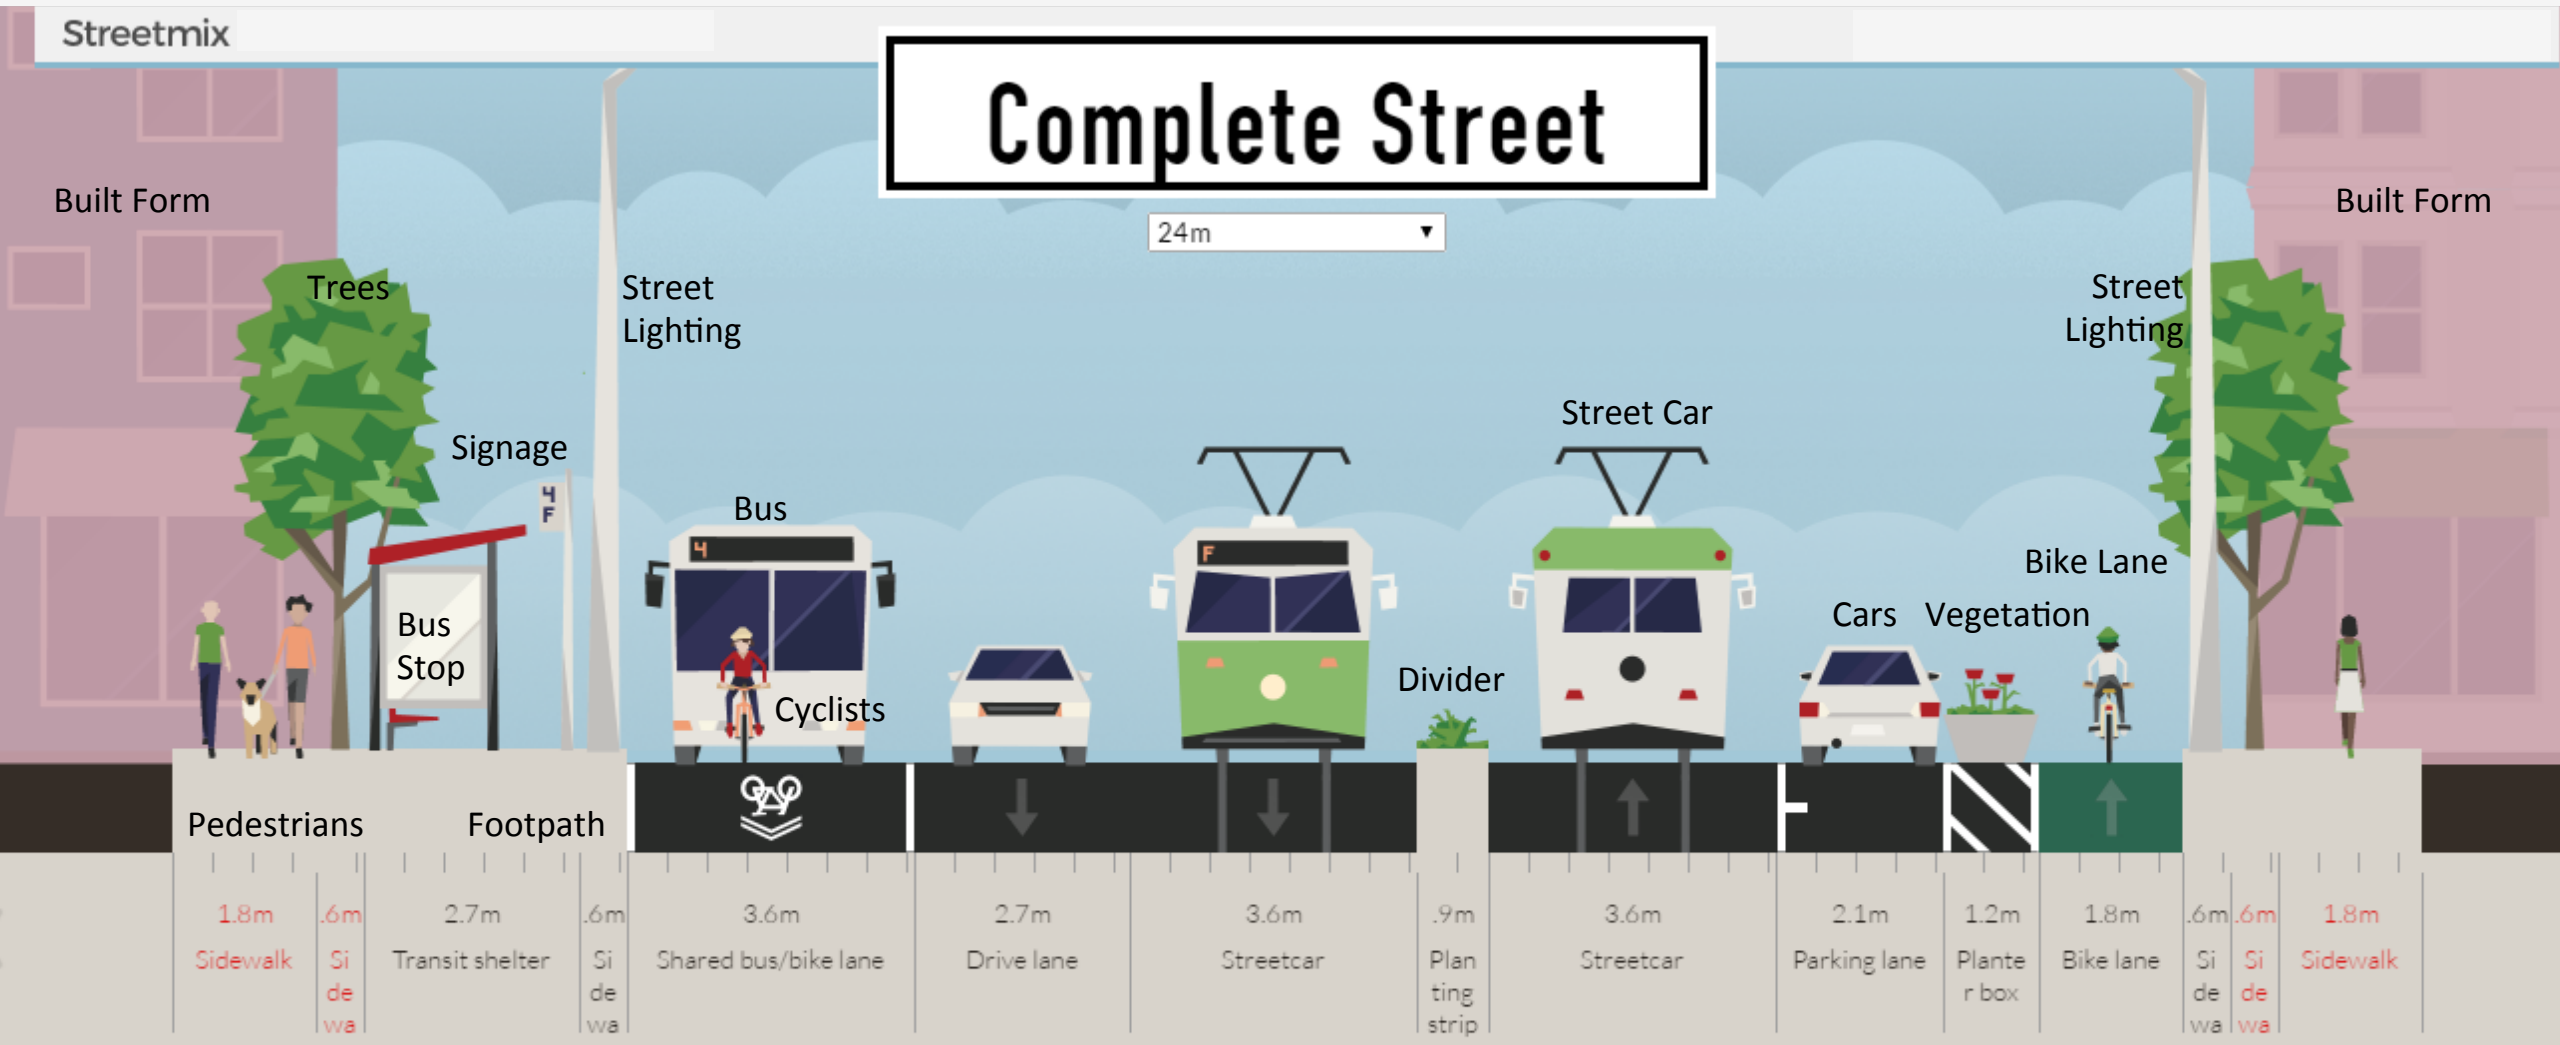 Streetmix
Complete Street
24m
Built Form
Built Form
Trees
Street
Lighting
Street
Lighting
Signage
Street Car
4
F
Bus
4
F
Bike Lane
Cars
Vegetation
Bus
Stop
Divider
Cyclists
Pedestrians
Footpath
1.8m
.6m
2.7m
.6m
3.6m
2.7m
3.6m
.9m
3.6m
2.1m
1.2m
1.8m
.6m
.6m
1.8m
Sidewalk
Si
de
wa
Transit shelter
Si
de
wa
Shared bus/bike lane
Drive lane
Streetcar
Plan
ting
strip
Streetcar
Parking lane
Plante
r box
Bike lane
Si
de
wa
Si
de
wa
Sidewalk